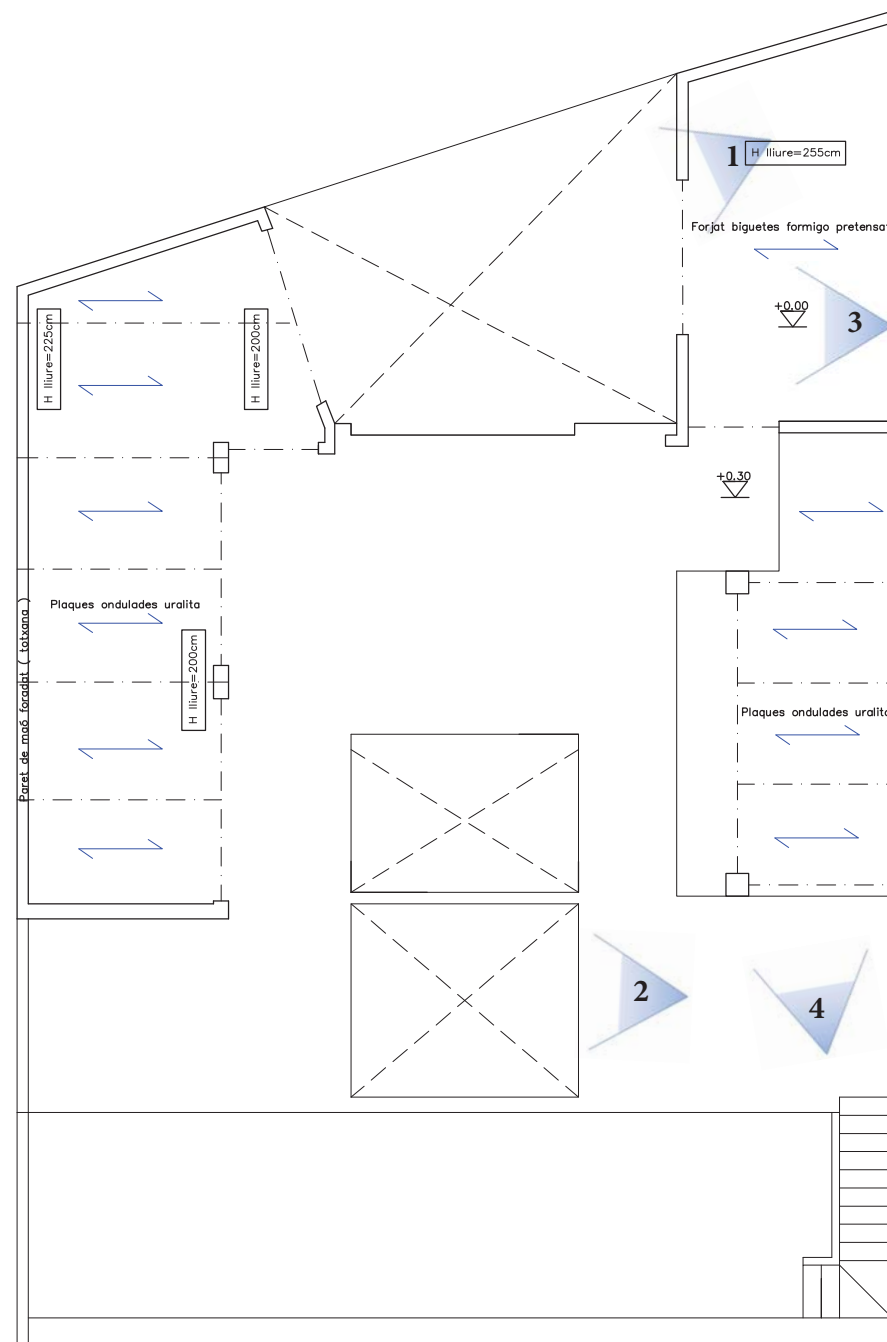 1
H lliure=255cm
Forjat biguetes formigo pretensat
+0.00
3
H lliure=225cm
H lliure=200cm
+0.30
Plaques ondulades uralita
Paret de maó foradat ( totxana )
H lliure=200cm
Plaques ondulades uralita
2
4